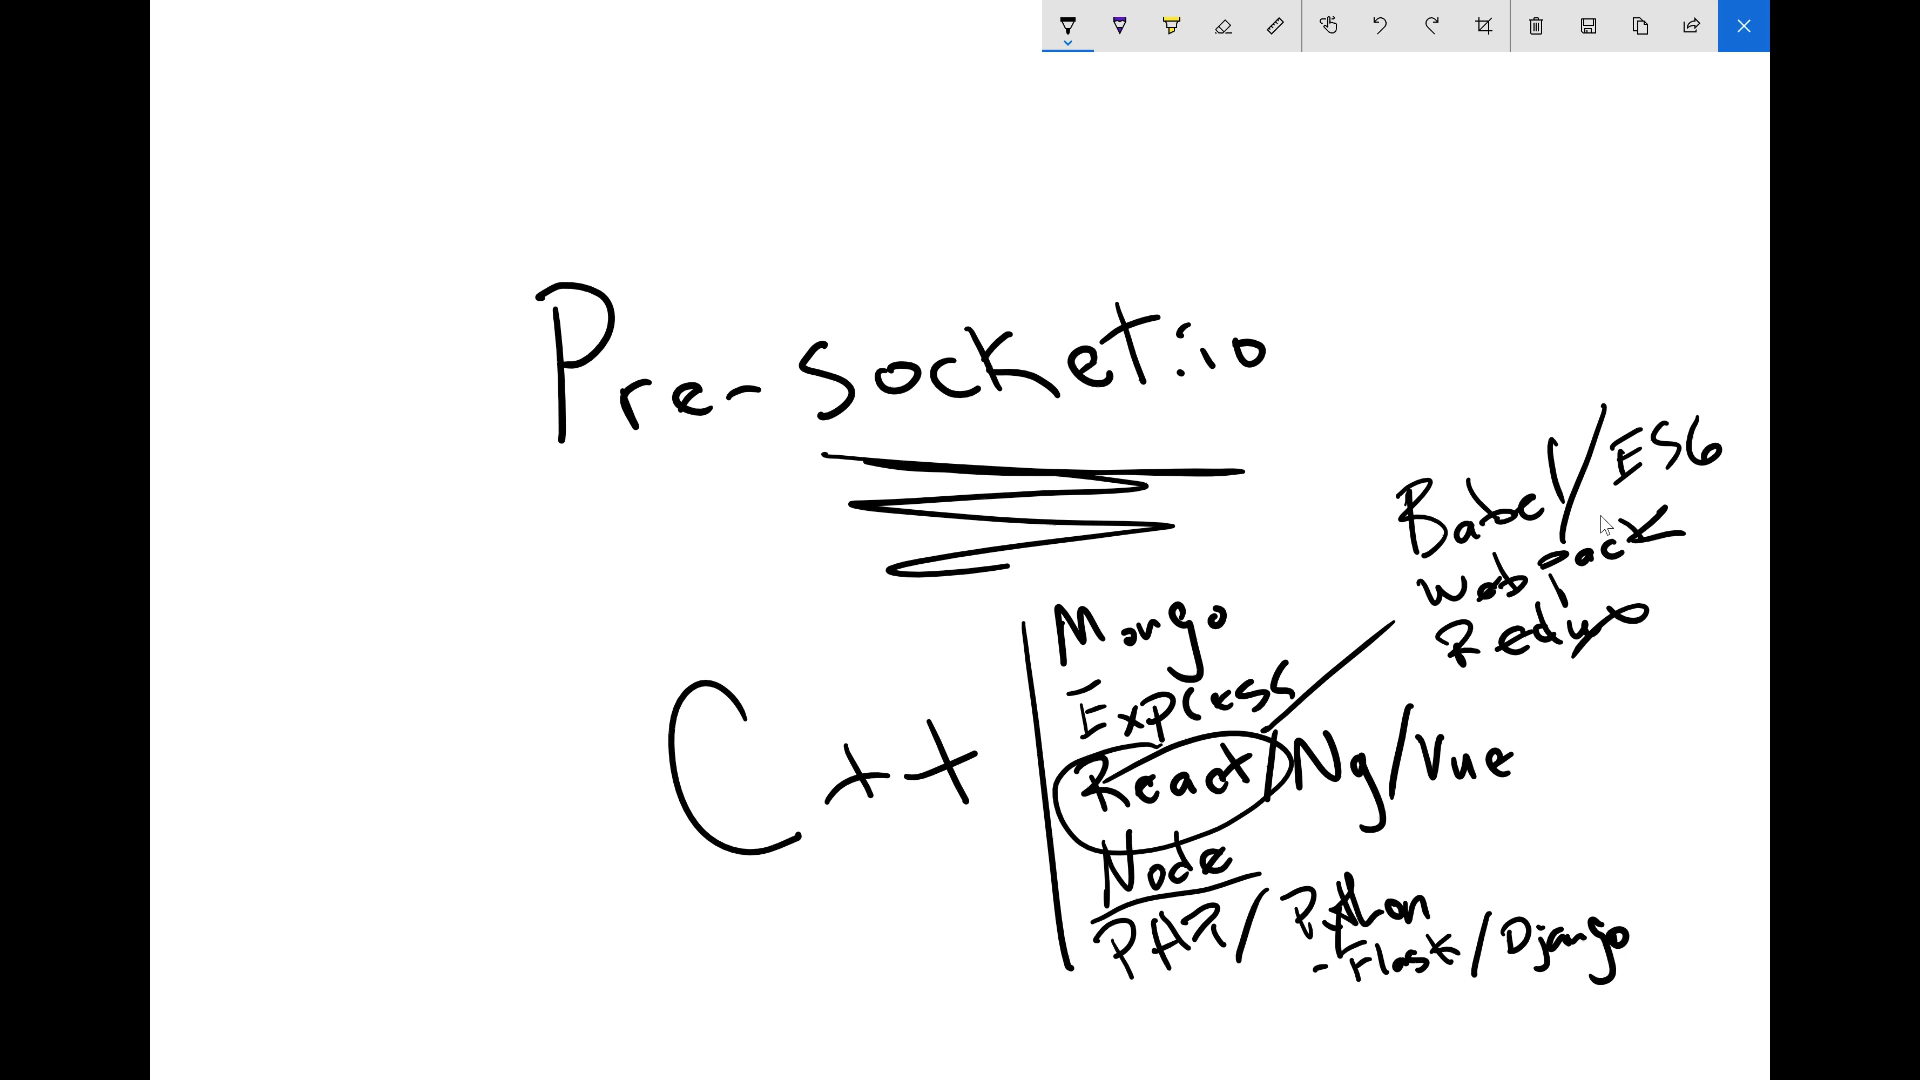 Pre-Socket.io
Babel/ES6
Webpack
Redux
Mongo
Express
React/Ng/Vue
C++
Node
PHP/Python
-Flask/Django